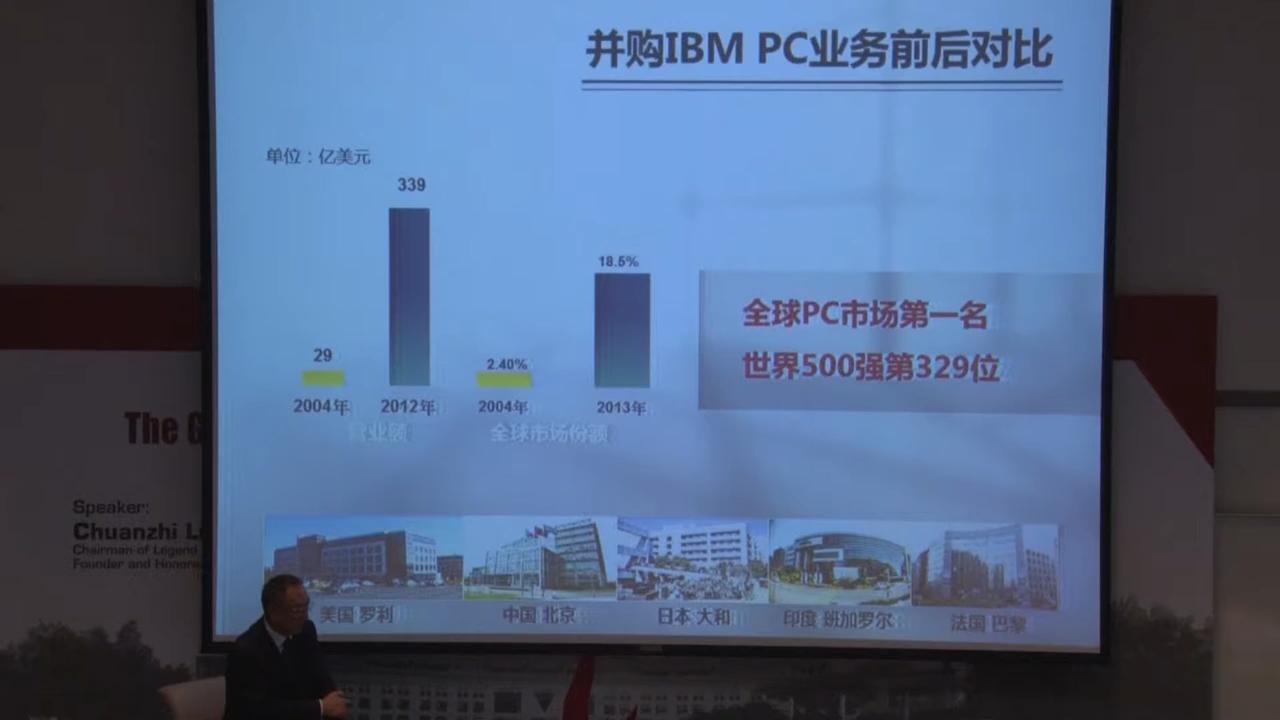 并购IBM PC业务前后对比
单位：亿美元
339
18.5%
29
2.40%
2004年
2012年
2004年
2013年
营业额
全球市场份额
全球PC市场第一名
世界500强第329位
美国 罗利
中国 北京
日本 大和
印度 班加罗尔
法国 巴黎
The
Speaker:
Chuanzhi
Chairman of Legend
Founder and